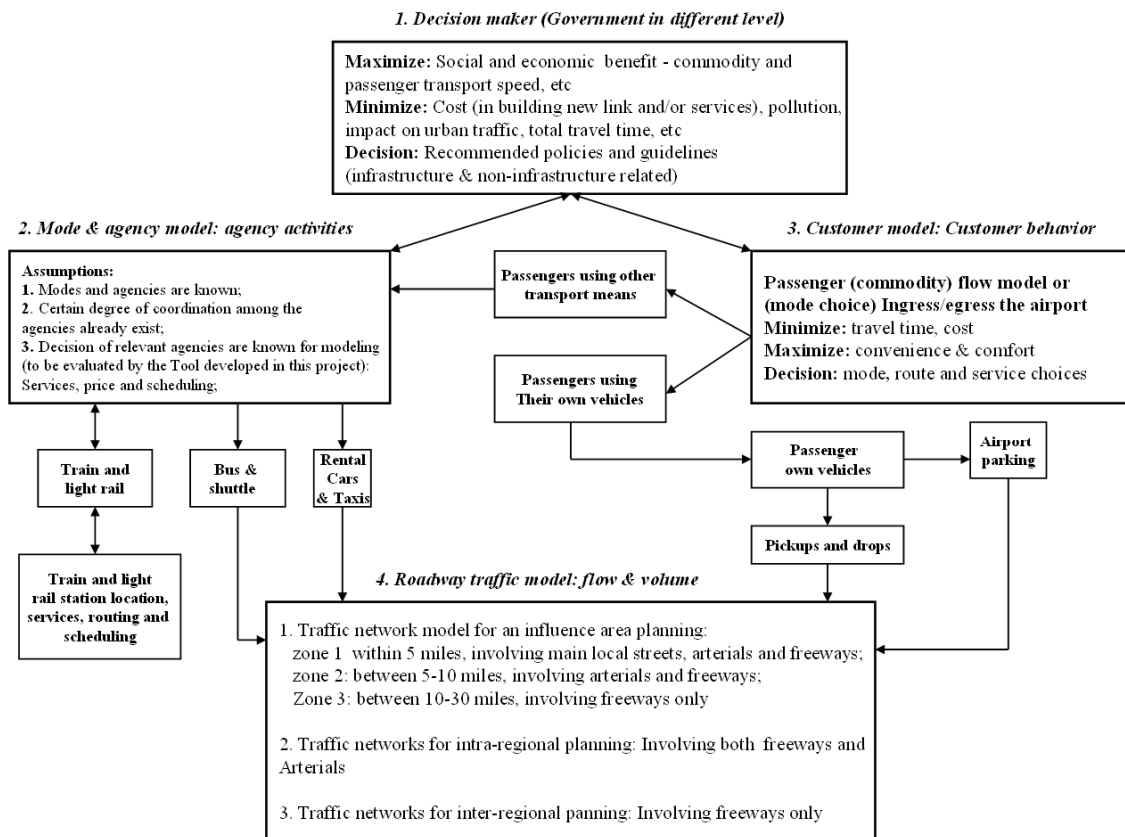 1. Decision maker (Government in different level)
Maximize: Social and economic benefit - commodity and
passenger transport speed, etc
Minimize: Cost (in building new link and/or services), pollution,
impact on urban traffic, total travel time, etc
Decision: Recommended policies and guidelines
(infrastructure & non-infrastructure related)
2. Mode & agency model: agency activities
Assumptions:
1. Modes and agencies are known;
2. Certain degree of coordination among the
agencies already exist;
3. Decision of relevant agencies are known for modeling
(to be evaluated by the Tool developed in this project):
Services, price and scheduling;
Passengers using other
transport means
Passengers using
Their own vehicles
3. Customer model: Customer behavior
Passenger (commodity) flow model or
(mode choice) Ingress/egress the airport
Minimize: travel time, cost
Maximize: convenience & comfort
Decision: mode, route and service choices
Train and
light rail
Bus &
shuttle
Rental
Cars
& Taxis
Passenger
own vehicles
Airport
parking
Pickups and drops
Train and light
rail station location,
services, routing and
scheduling
4. Roadway traffic model: flow & volume
1. Traffic network model for an influence area planning:
zone 1 within 5 miles, involving main local streets, arterials and freeways;
zone 2: between 5-10 miles, involving arterials and freeways;
Zone 3: between 10-30 miles, involving freeways only
2. Traffic networks for intra-regional planning: Involving both freeways and
Arterials
3. Traffic networks for inter-regional panning: Involving freeways only